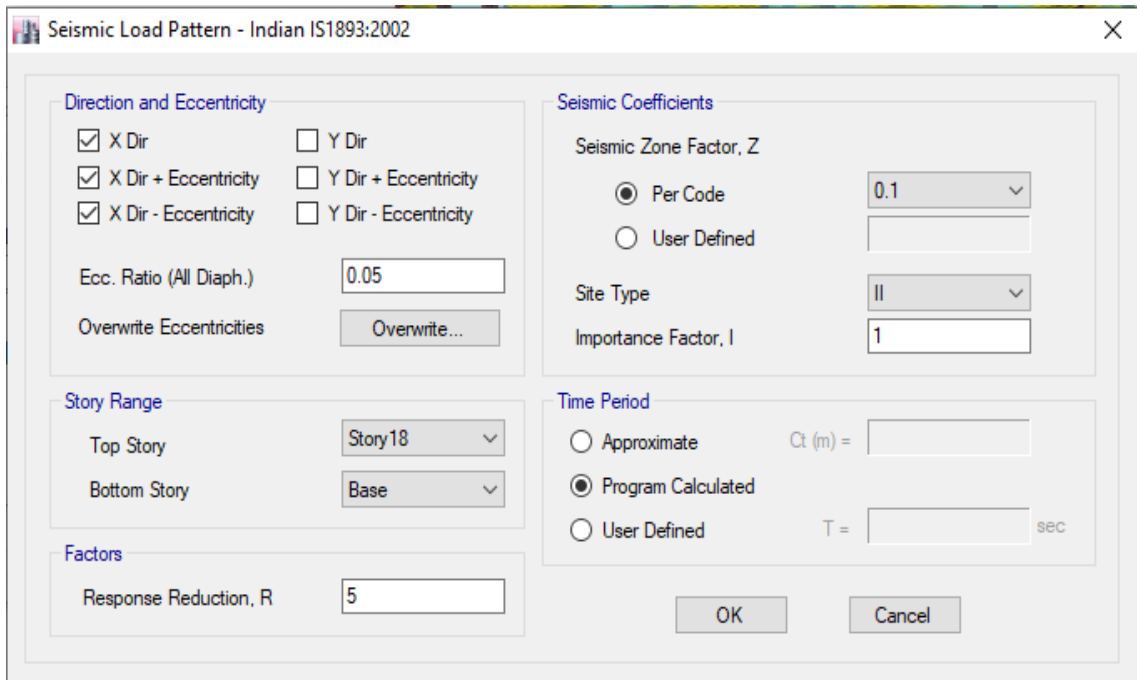 Seismic Load Pattern - Indian IS1893:2002
Direction and Eccentricity
X Dir
Y Dir
X Dir + Eccentricity
Y Dir + Eccentricity
X Dir - Eccentricity
Y Dir - Eccentricity
Ecc. Ratio (All Diaph.)
0.05
Overwrite Eccentricities
Overwrite...
Story Range
Top Story
Story18
Bottom Story
Base
Factors
Response Reduction, R
5
Seismic Coefficients
Seismic Zone Factor, Z
Per Code
0.1
User Defined
Site Type
II
Importance Factor, I
1
Time Period
Approximate
Ct (m) =
Program Calculated
User Defined
T =
sec
OK
Cancel